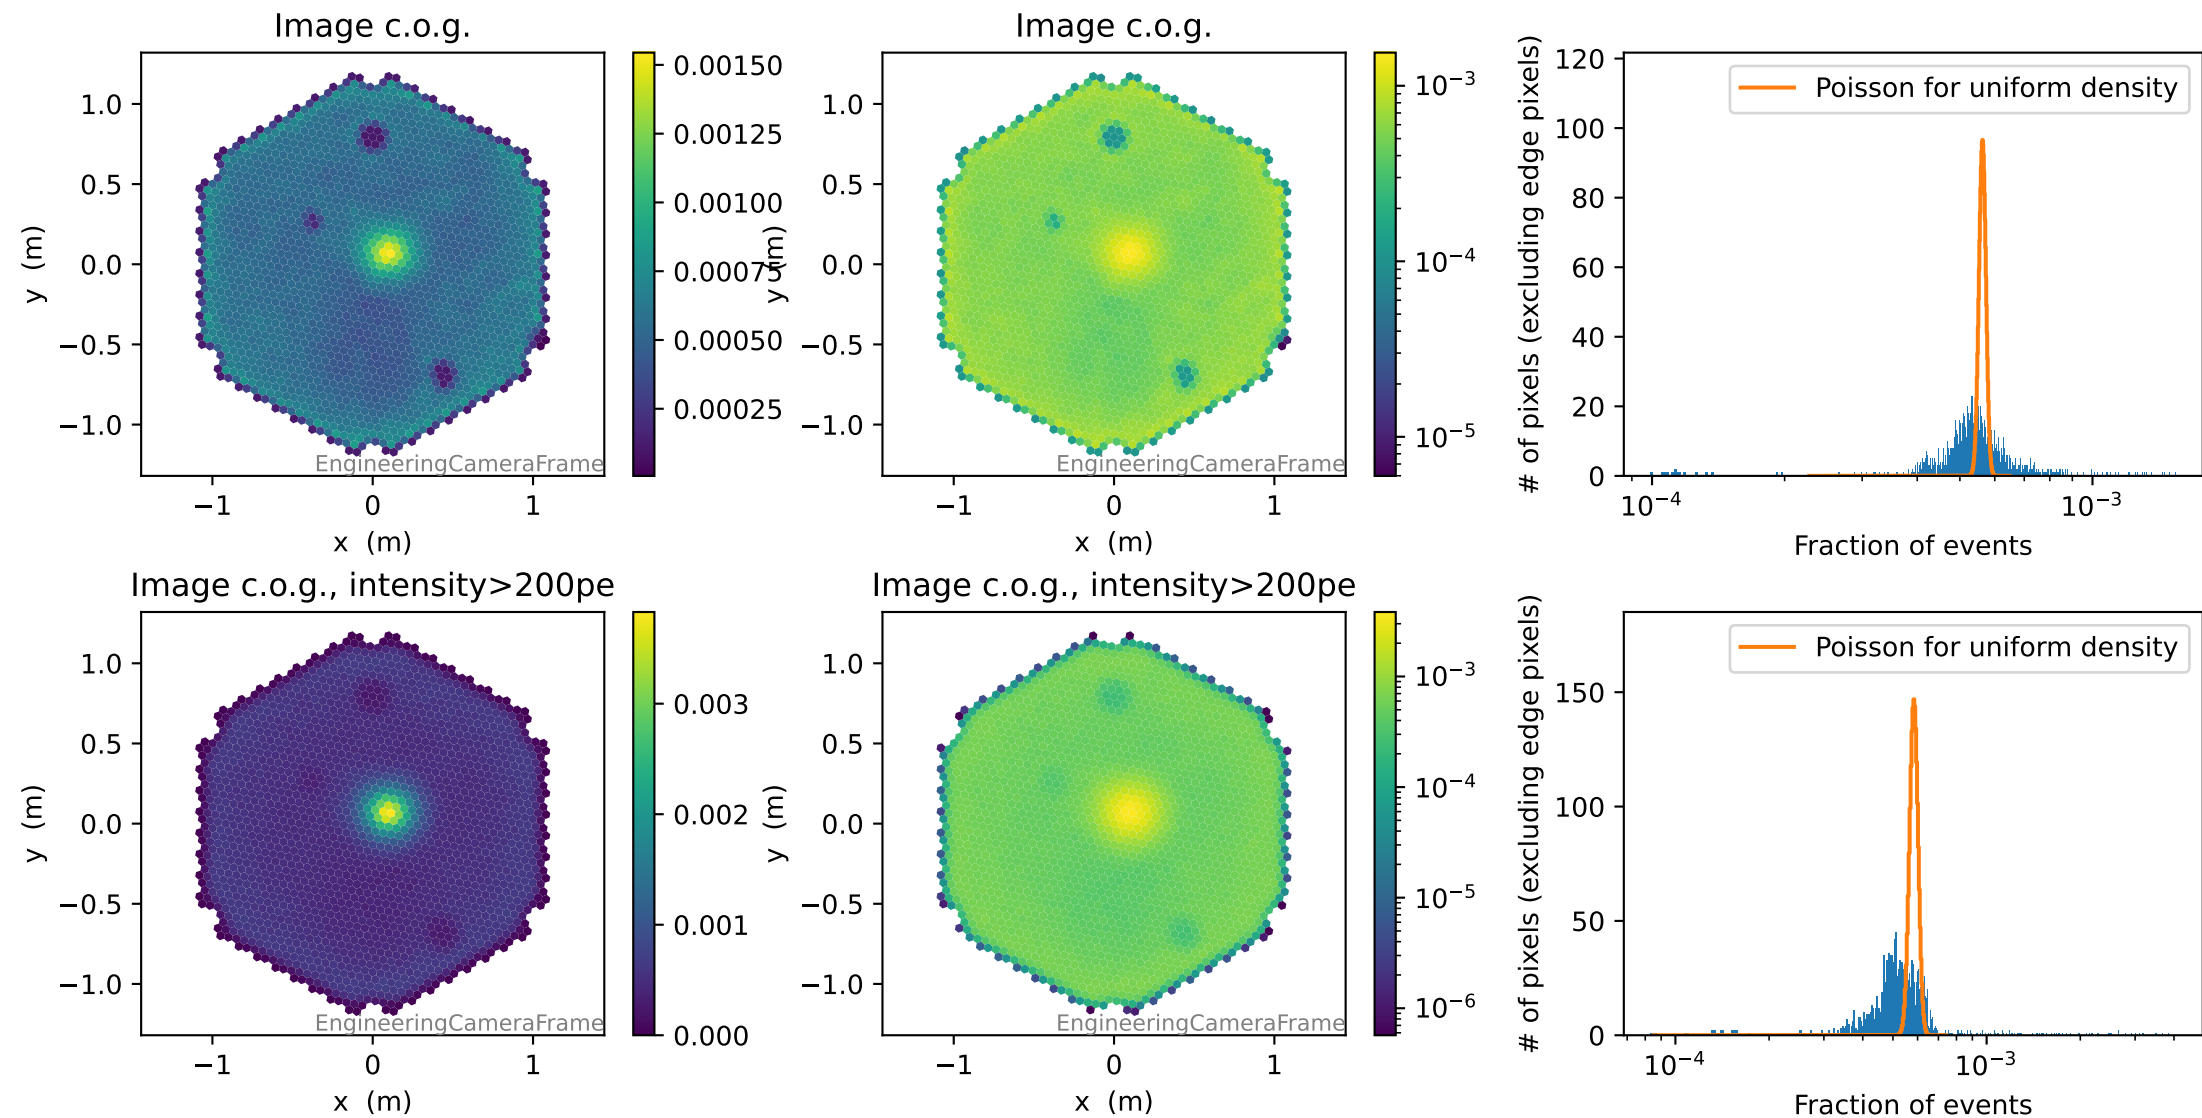 Image c.o.g.
y (m)
1.0
0.5
0.0
−0.5
−1.0
−1
0
1
x (m)
EngineeringCameraFrame
0.00150
0.00125
0.00100
0.00075
0.00050
0.00025
Image c.o.g.
y (m)
1.0
0.5
0.0
−0.5
−1.0
−1
0
1
x (m)
EngineeringCameraFrame
10⁻³
10⁻⁴
10⁻⁵
# of pixels (excluding edge pixels)
120
100
80
60
40
20
0
Poisson for uniform density
10⁻⁴
10⁻³
Fraction of events
Image c.o.g., intensity>200pe
y (m)
1.0
0.5
0.0
−0.5
−1.0
−1
0
1
x (m)
EngineeringCameraFrame
0.003
0.002
0.001
0.000
Image c.o.g., intensity>200pe
y (m)
1.0
0.5
0.0
−0.5
−1.0
−1
0
1
x (m)
EngineeringCameraFrame
10⁻³
10⁻⁴
10⁻⁵
10⁻⁶
# of pixels (excluding edge pixels)
150
100
50
0
Poisson for uniform density
10⁻⁴
10⁻³
Fraction of events